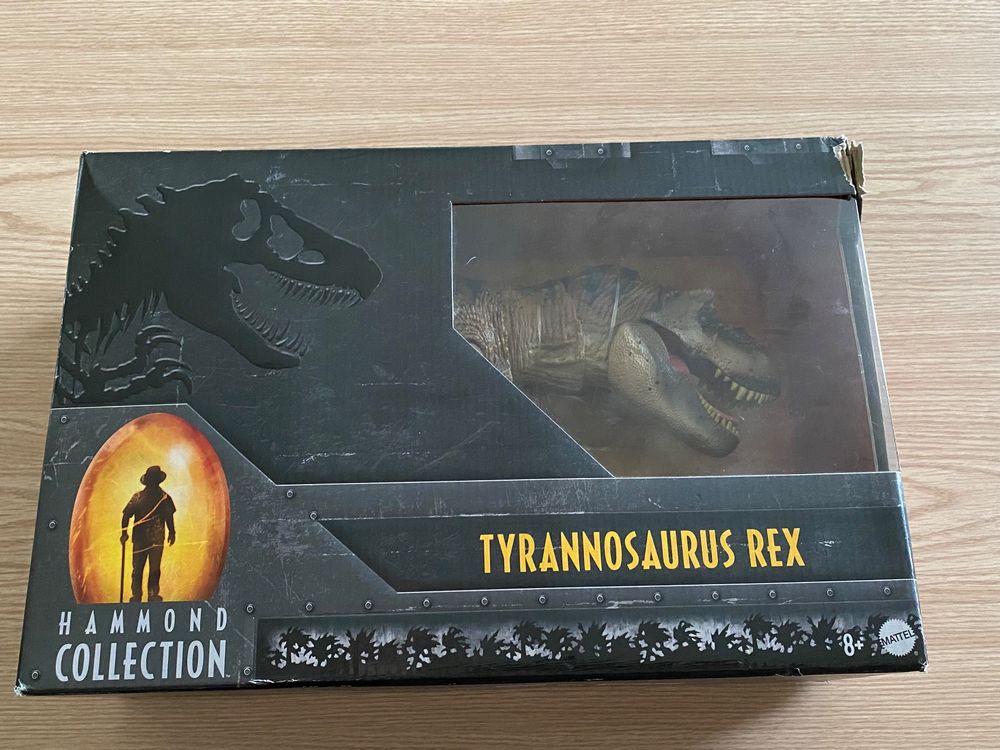 TYRANNOSAURUS REX
HAMMOND
COLLECTION
8+
MATTEL